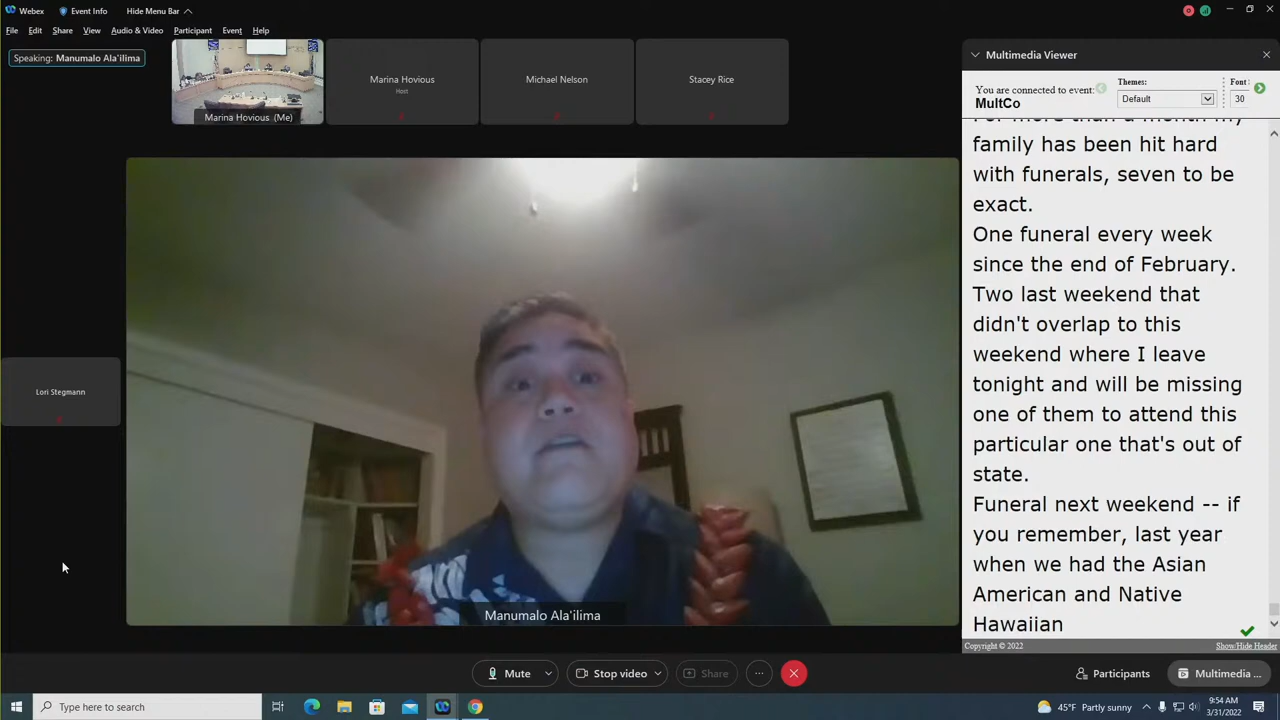 Webex
Event Info
Hide Menu Bar
File
Edit
Share
View
Audio & Video
Participant
Event
Help
Speaking: Manumalo Ala'ilima
Marina Hovious (Me)
Marina Hovious
Host
Michael Nelson
Stacey Rice
Lori Stegmann
Manumalo Ala'ilima
Multimedia Viewer
You are connected to event:
MultCo
Themes:
Default
Font:
30
For more than a month my
family has been hit hard
with funerals, seven to be
exact.
One funeral every week
since the end of February.
Two last weekend that
didn't overlap to this
weekend where I leave
tonight and will be missing
one of them to attend this
particular one that's out of
state.
Funeral next weekend -- if
you remember, last year
when we had the Asian
American and Native
Hawaiian
Copyright © 2022
Show/Hide Header
Mute
Stop video
Share
Participants
Multimedia ...
Type here to search
45°F Partly sunny
9:54 AM
3/31/2022